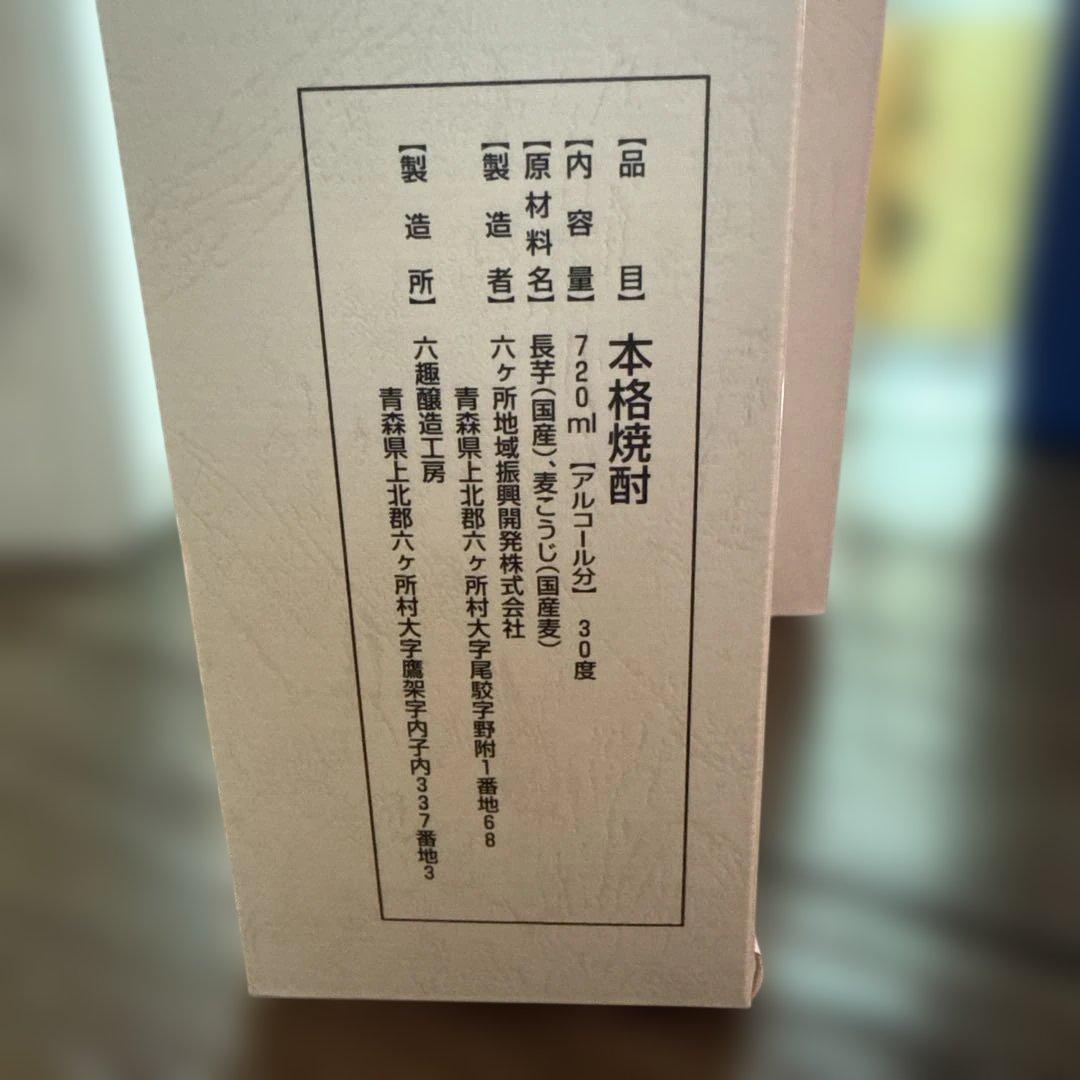 【品目】本格焼酎
【内容量】720ml 【アルコール分】 30度
【原材料名】長芋(国産)、麦こうじ(国産麦)
【製造者】六ヶ所地域振興開発株式会社
青森県上北郡六ヶ所村大字尾駮字野附1番地68
【製造所】六趣醸造工房
青森県上北郡六ヶ所村大字鷹架字内子内337番地3